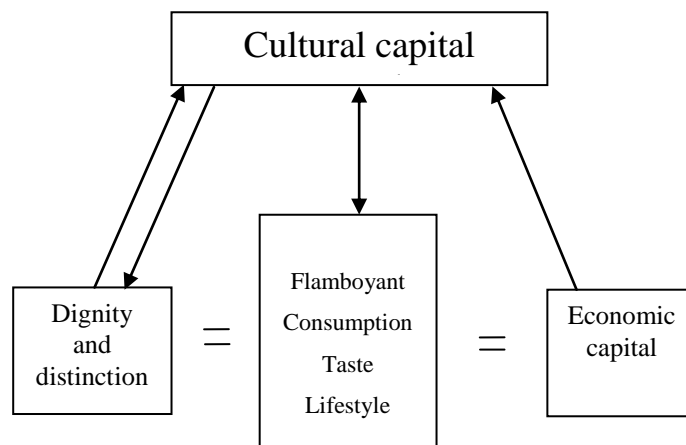 Cultural capital
Dignity
and
distinction
=
Flamboyant
Consumption
Taste
Lifestyle
=
Economic
capital